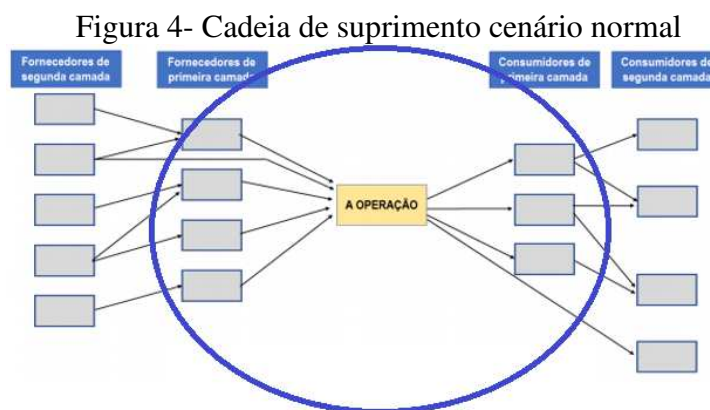 Figura 4- Cadeia de suprimento cenário normal
Fornecedores de
segunda camada
Fornecedores de
primeira camada
Consumidores de
primeira camada
Consumidores de
segunda camada
A OPERAÇÃO